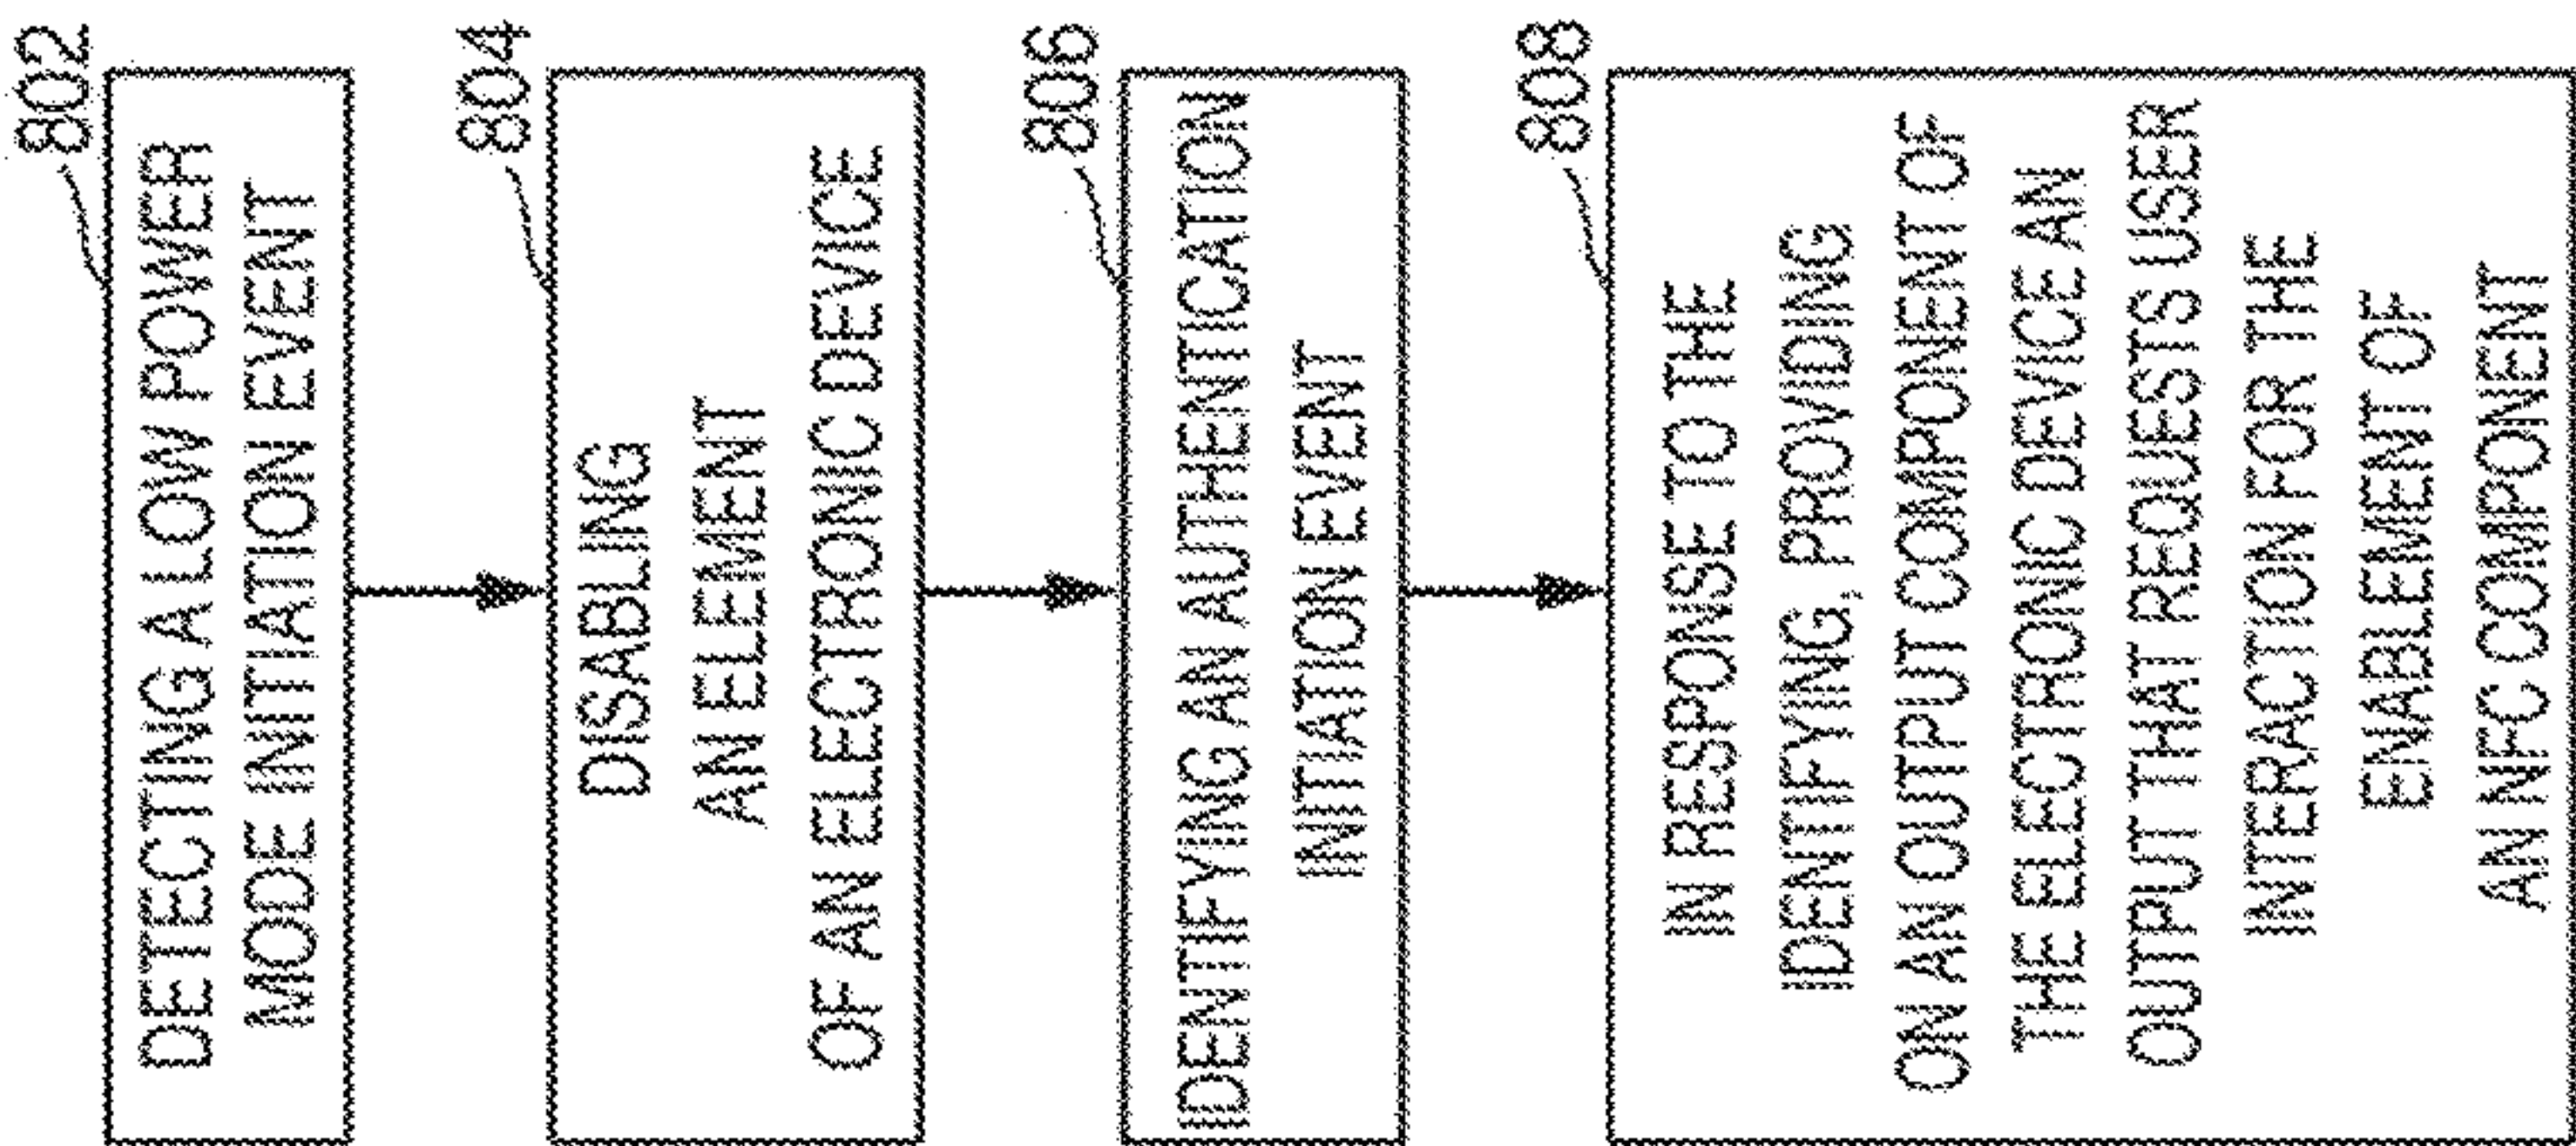 802
DETECTING A LOW POWER
MODE INITIATION EVENT
804
DISABLING
AN ELEMENT
OF AN ELECTRONIC DEVICE
806
IDENTIFYING AN AUTHENTICATION
INITIATION EVENT
808
IN RESPONSE TO THE
IDENTIFYING, PROVIDING
ON AN OUTPUT COMPONENT OF
THE ELECTRONIC DEVICE AN
OUTPUT THAT REQUESTS USER
INTERACTION FOR THE
ENABLEMENT OF
AN NFC COMPONENT